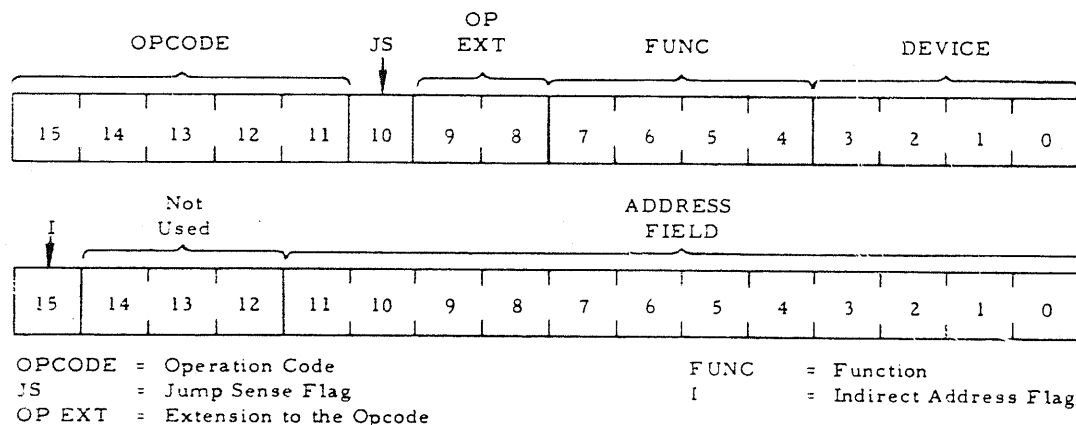 OP
OPCODE JS EXT FUNC DEVICE
15 14 13 12 11 10 9 8 7 6 5 4 3 2 1 0
Not ADDRESS
I Used FIELD
15 14 13 12 11 10 9 8 7 6 5 4 3 2 1 0
OPCODE = Operation Code FUNC = Function
JS = Jump Sense Flag I = Indirect Address Flag
OP EXT = Extension to the Opcode